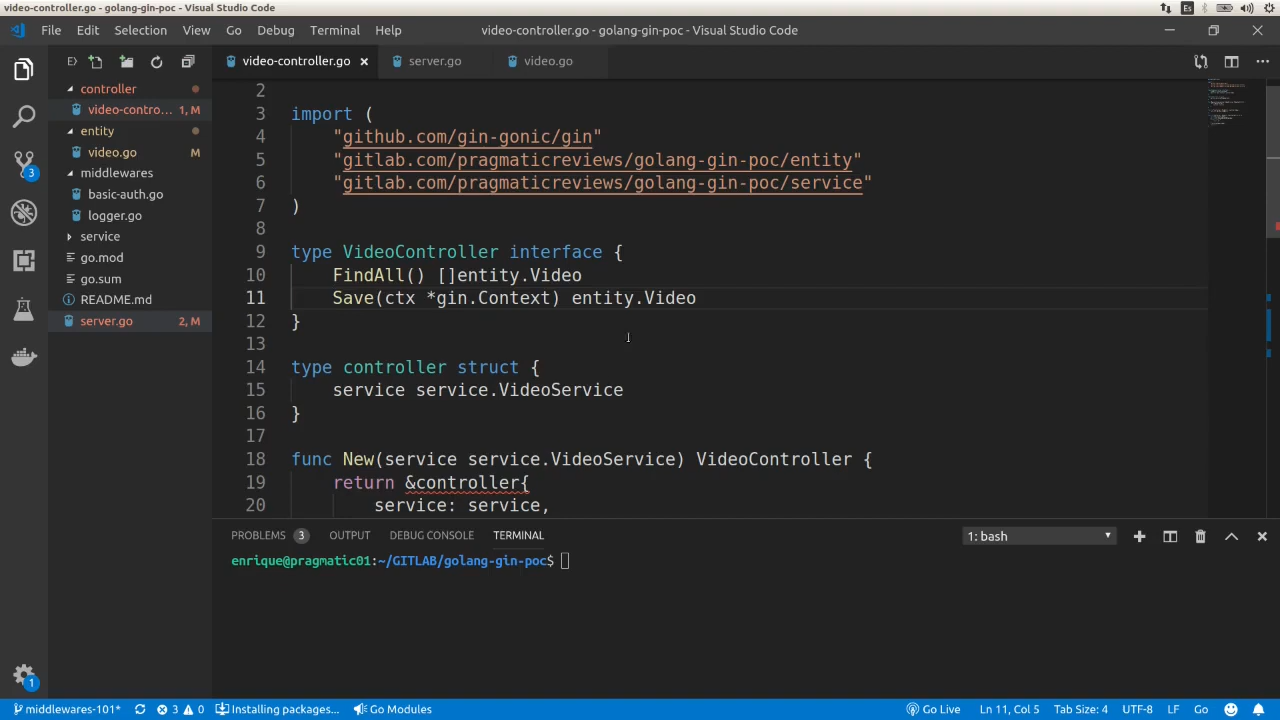 video-controller.go - golang-gin-poc - Visual Studio Code
Es
File Edit Selection View Go Debug Terminal Help
video-controller.go - golang-gin-poc - Visual Studio Code
video-controller.go server.go video.go
controller
video-contro... 1, M
entity
video.go M
middlewares
basic-auth.go
logger.go
service
go.mod
go.sum
README.md
server.go 2, M
3
1
2
3 import (
4 "github.com/gin-gonic/gin"
5 "gitlab.com/pragmaticreviews/golang-gin-poc/entity"
6 "gitlab.com/pragmaticreviews/golang-gin-poc/service"
7 )
8
9 type VideoController interface {
10 FindAll() []entity.Video
11 Save(ctx *gin.Context) entity.Video
12 }
13
14 type controller struct {
15 service service.VideoService
16 }
17
18 func New(service service.VideoService) VideoController {
19 return &controller{
20 service: service,
PROBLEMS 3 OUTPUT DEBUG CONSOLE TERMINAL 1: bash
enrique@pragmatic01:~/GITLAB/golang-gin-poc$
middlewares-101* 3 0 Installing packages... Go Modules Go Live Ln 11, Col 5 Tab Size: 4 UTF-8 LF Go